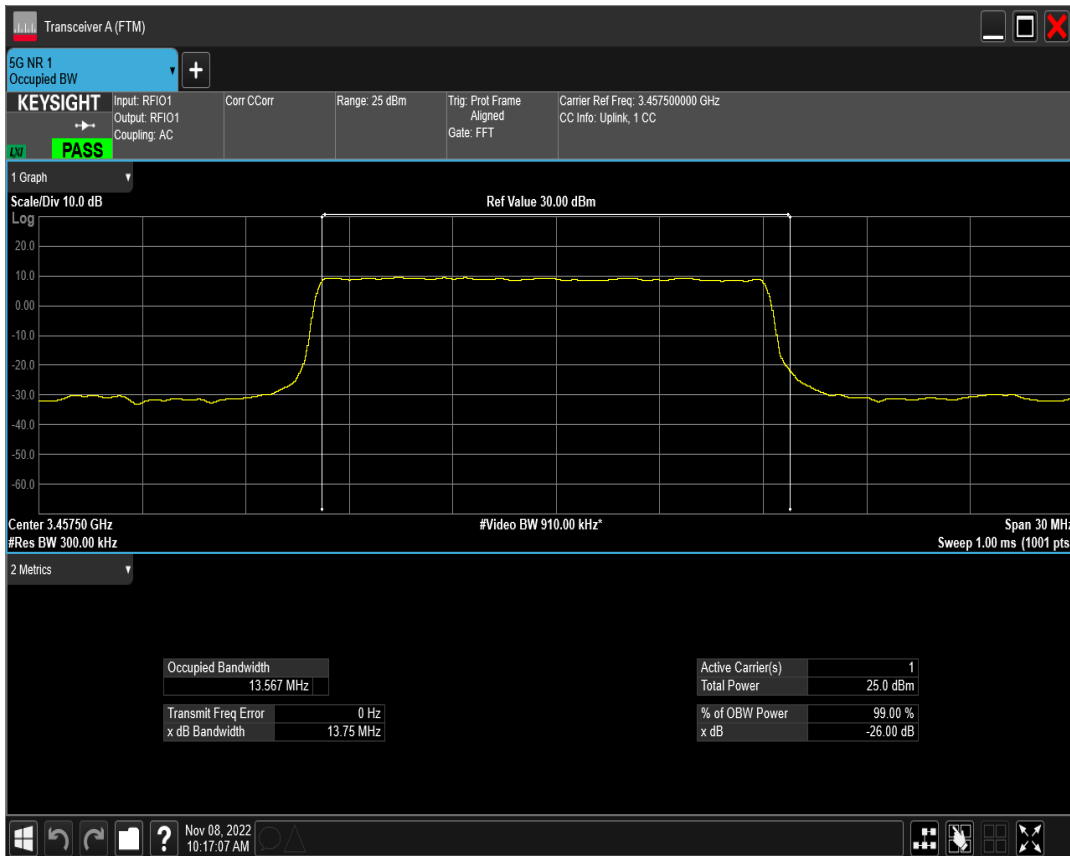 Transceiver A (FTM)
5G NR 1
Occupied BW
+
KEYSIGHT
LXI
PASS
Input: RFIO1
Output: RFIO1
Coupling: AC
Corr CCorr
Range: 25 dBm
Trig: Prot Frame
Aligned
Gate: FFT
Carrier Ref Freq: 3.457500000 GHz
CC Info: Uplink, 1 CC
1 Graph
Scale/Div 10.0 dB
Ref Value 30.00 dBm
Log
20.0
10.0
0.00
-10.0
-20.0
-30.0
-40.0
-50.0
-60.0
Center 3.45750 GHz
#Video BW 910.00 kHz*
Span 30 MHz
#Res BW 300.00 kHz
Sweep 1.00 ms (1001 pts
2 Metrics
Occupied Bandwidth
13.567 MHz
Transmit Freq Error 0 Hz
x dB Bandwidth 13.75 MHz
Active Carrier(s) 1
Total Power 25.0 dBm
% of OBW Power 99.00 %
x dB -26.00 dB
?
Nov 08, 2022
10:17:07 AM